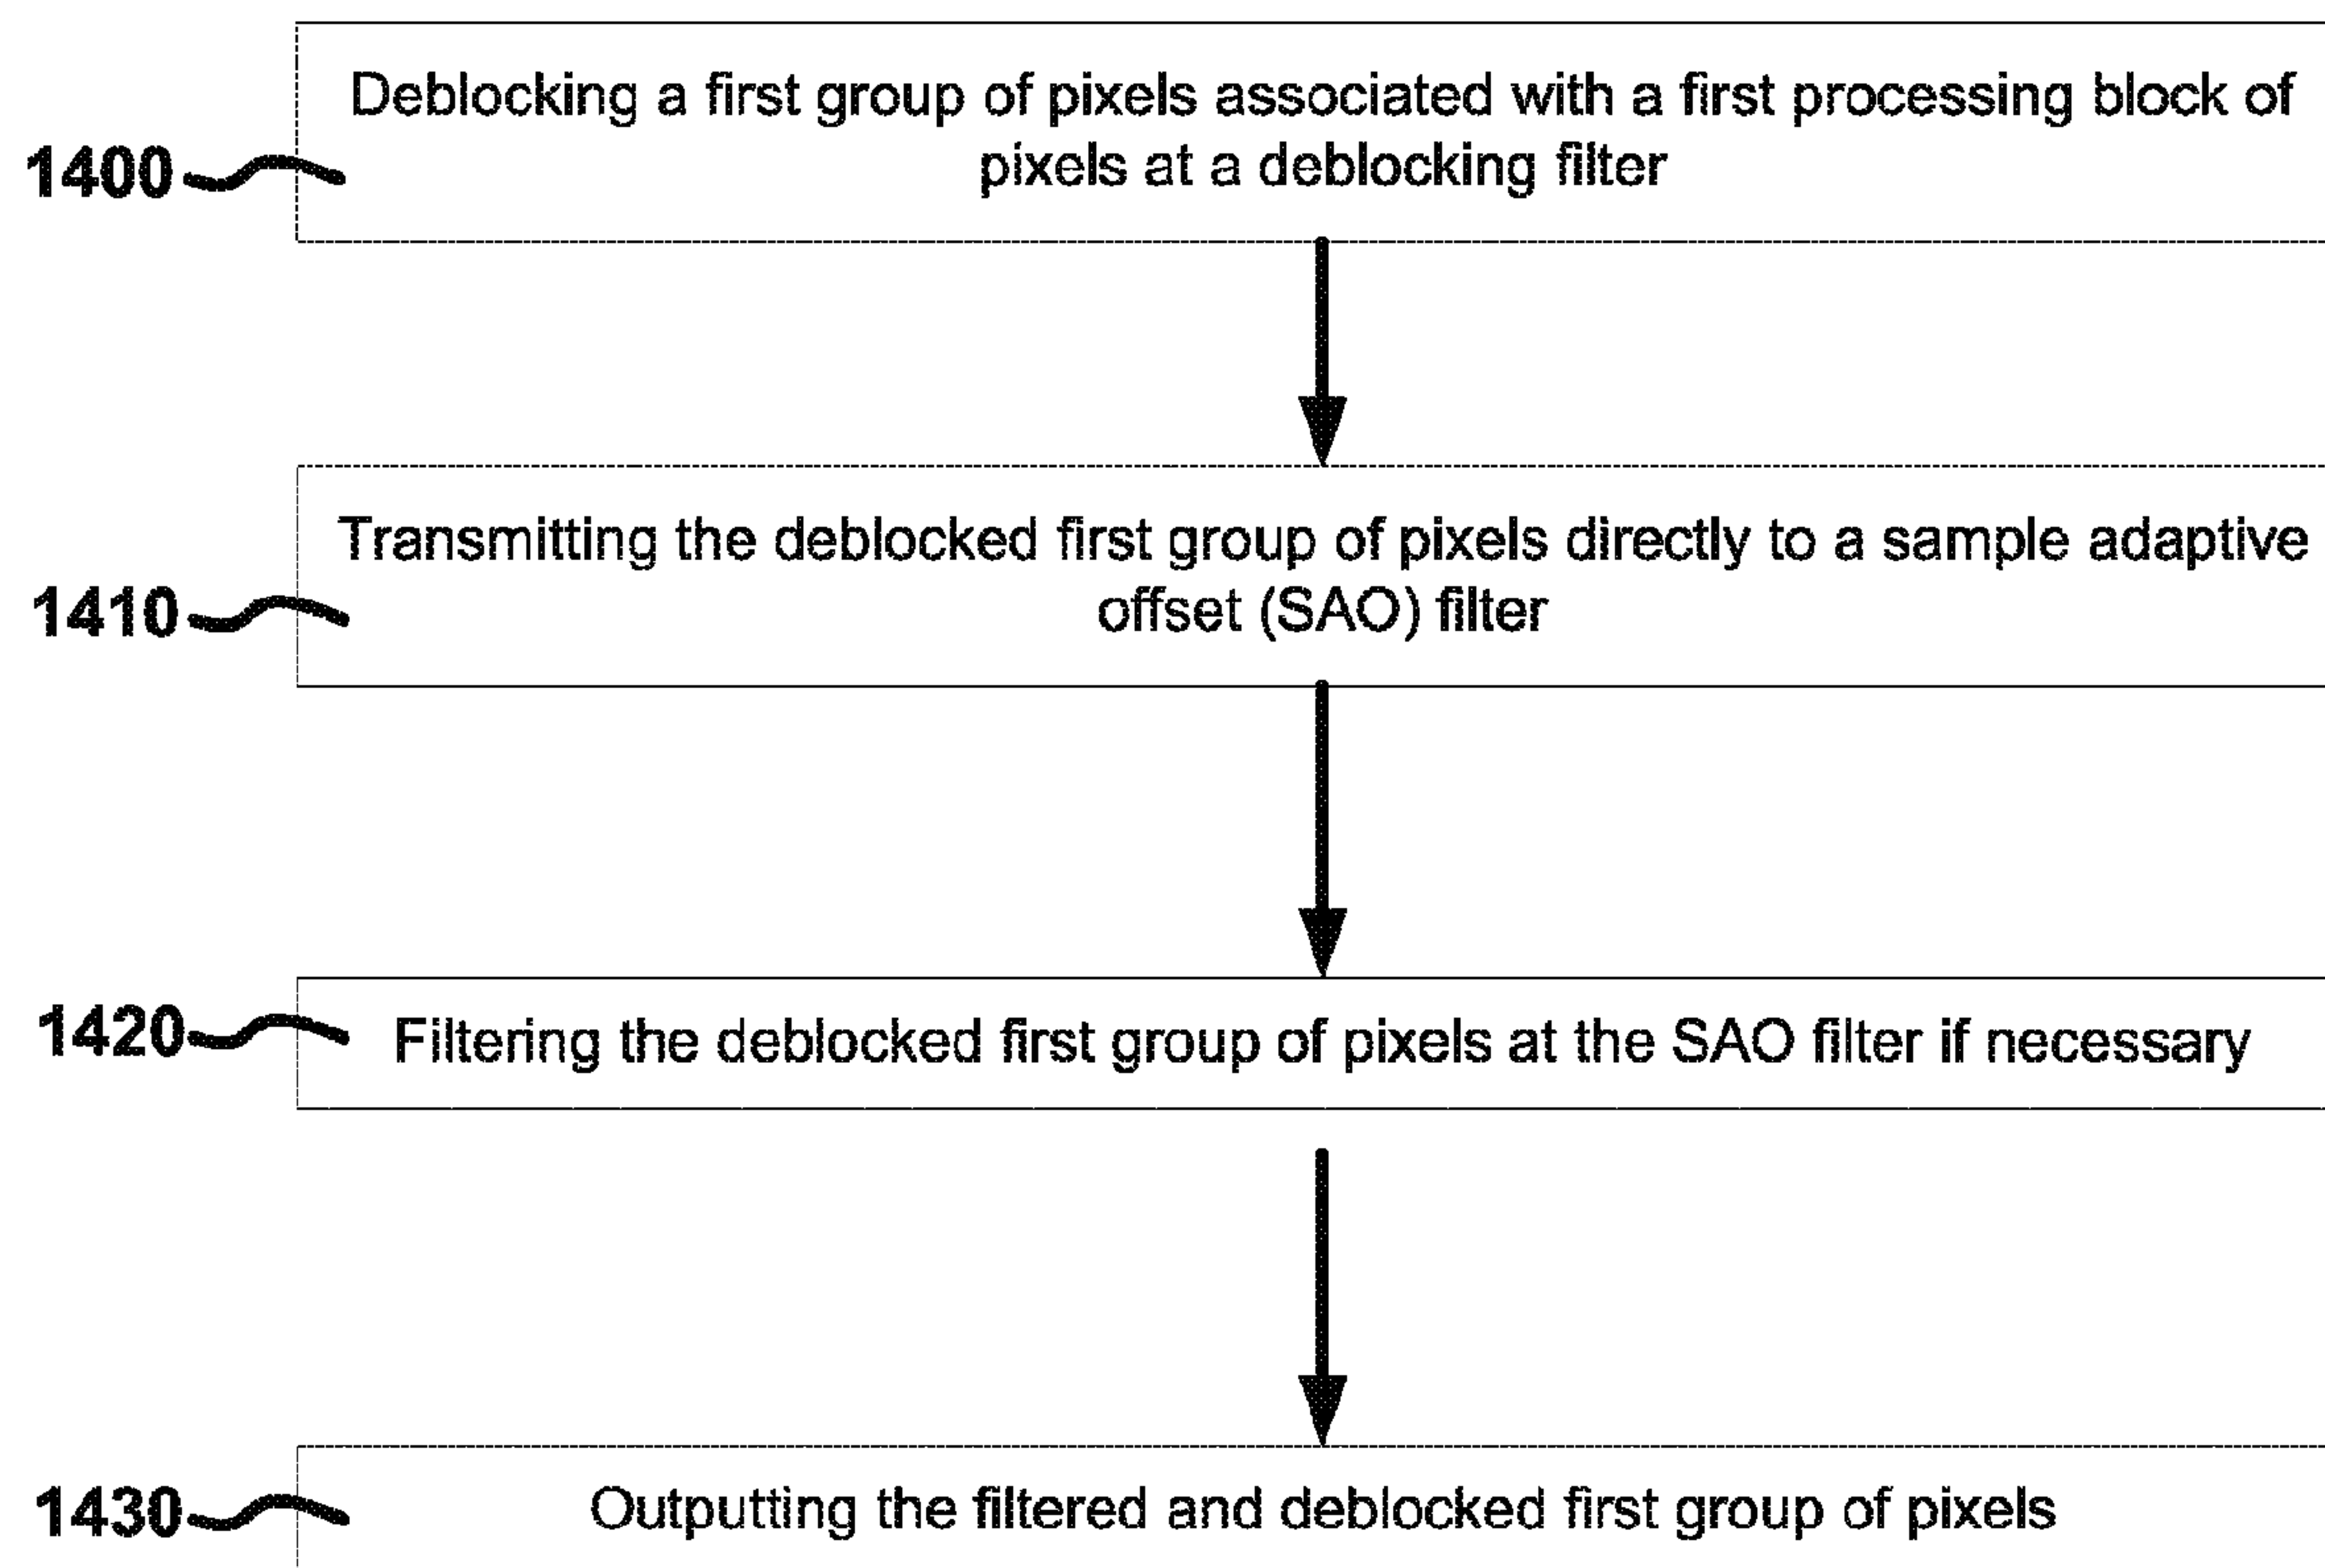 Deblocking a first group of pixels associated with a first processing block of
pixels at a deblocking filter
1400
Transmitting the deblocked first group of pixels directly to a sample adaptive
offset (SAO) filter
1410
1420
Filtering the deblocked first group of pixels at the SAO filter if necessary
1430
Outputting the filtered and deblocked first group of pixels